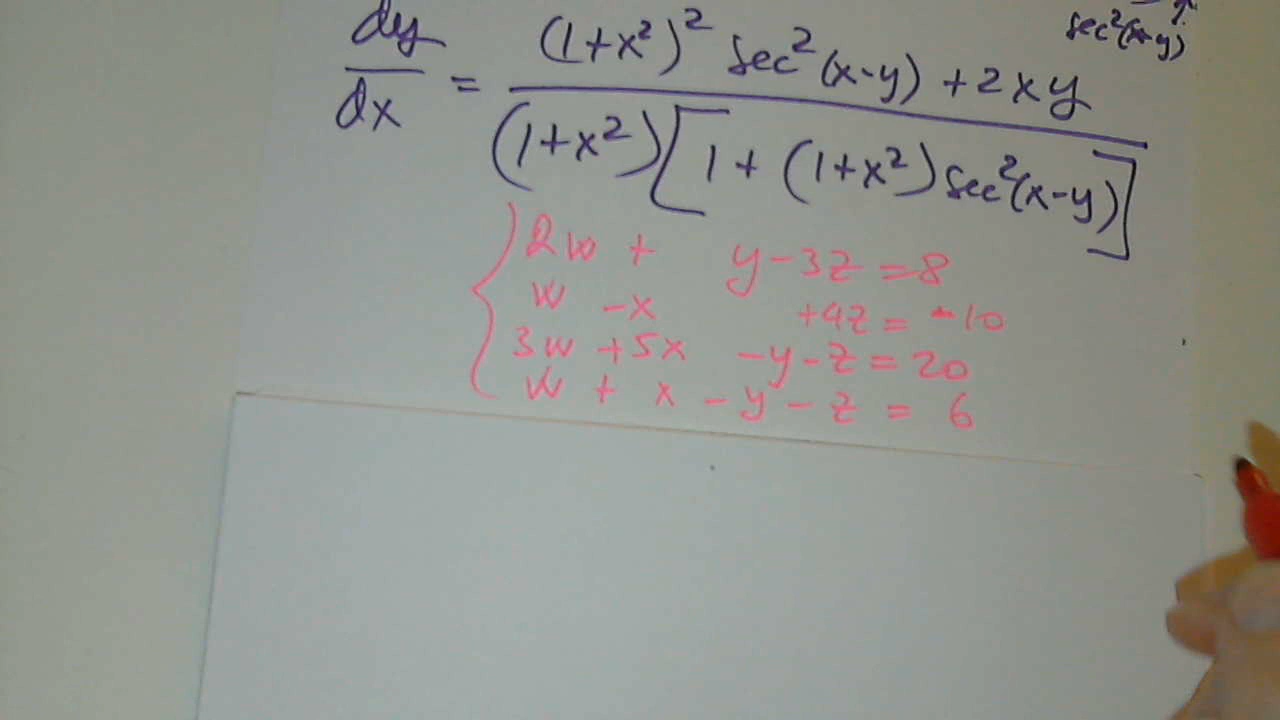 sec²(x-y)
dy/dx = ((1+x²)² sec²(x-y) + 2xy) / ((1+x²)[1 + (1+x²) sec²(x-y)])
2w + y - 3z = 8
w - x + 4z = -10
3w + 5x - y - z = 20
w + x - y - z = 6